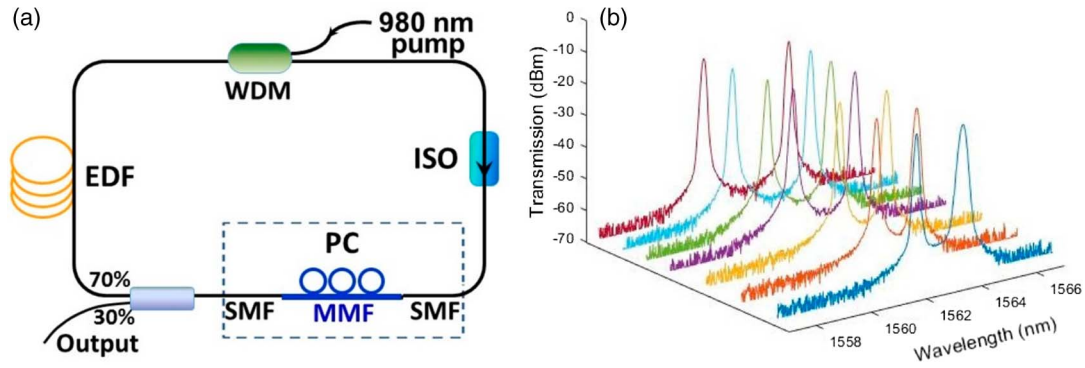 (a)
980 nm
pump
WDM
ISO
EDF
PC
70%
30%
SMF
MMF
SMF
Output
(b)
Transmission (dBm)
0
-10
-20
-30
-40
-50
-60
-70
1558
1560
1562
1564
1566
Wavelength (nm)